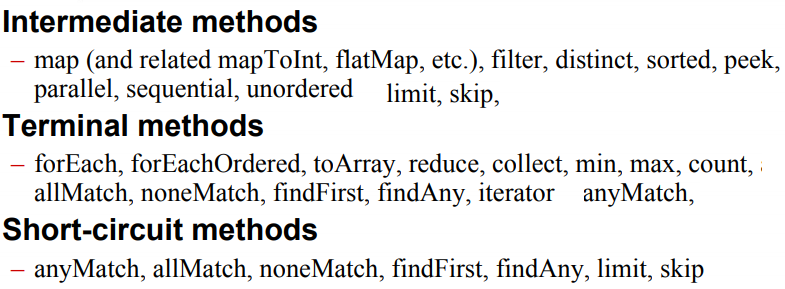 Intermediate methods
– map (and related mapToInt, flatMap, etc.), filter, distinct, sorted, peek,
parallel, sequential, unordered limit, skip,
Terminal methods
– forEach, forEachOrdered, toArray, reduce, collect, min, max, count,
allMatch, noneMatch, findFirst, findAny, iterator anyMatch,
Short-circuit methods
– anyMatch, allMatch, noneMatch, findFirst, findAny, limit, skip